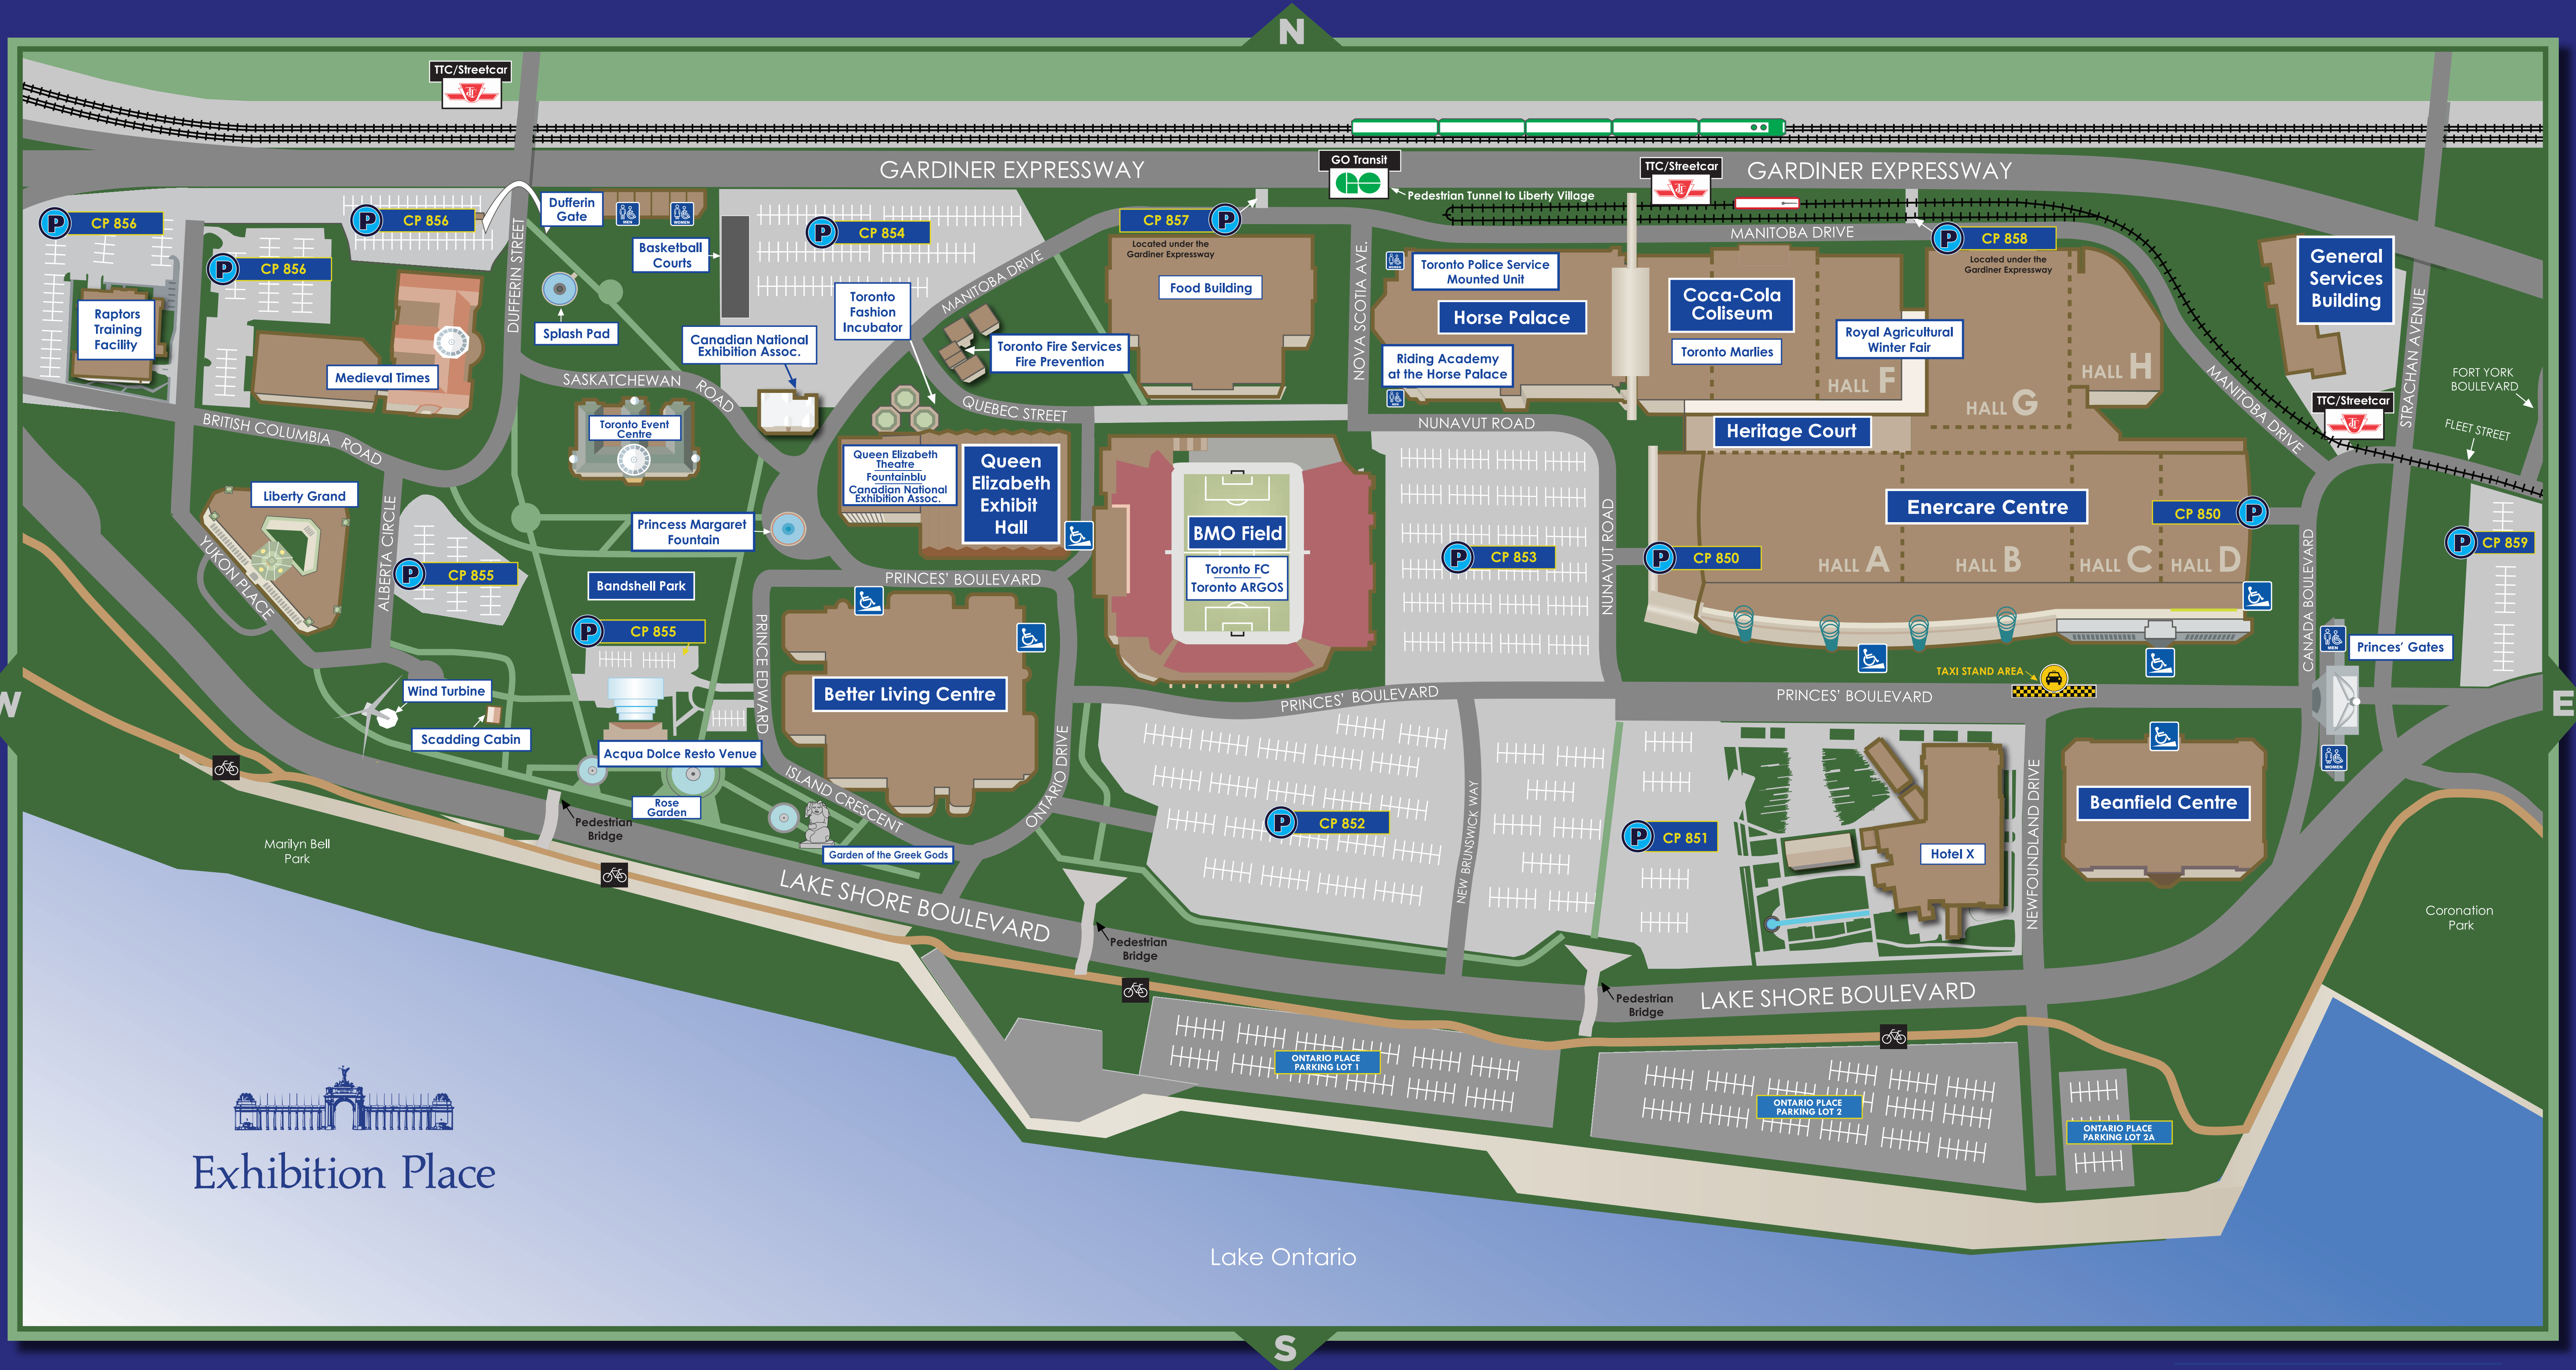 N
TTC/Streetcar
GARDINER EXPRESSWAY
GO Transit
GO
Pedestrian Tunnel to Liberty Village
TTC/Streetcar
GARDINER EXPRESSWAY
P CP 856
P CP 856
P CP 856
Dufferin
Gate
MEN
WOMEN
Basketball
Courts
P CP 854
CP 857 P
Located under the
Gardiner Expressway
Food Building
MANITOBA DRIVE
P CP 858
Located under the
Gardiner Expressway
General
Services
Building
Raptors
Training
Facility
Medieval Times
DUFFERIN STREET
Splash Pad
Canadian National
Exhibition Assoc.
Toronto
Fashion
Incubator
MANITOBA DRIVE
Toronto Fire Services
Fire Prevention
NOVA SCOTIA AVE.
WOMEN
Toronto Police Service
Mounted Unit
Horse Palace
Riding Academy
at the Horse Palace
MEN
Coca-Cola
Coliseum
Toronto Marlies
Royal Agricultural
Winter Fair
HALL F
HALL G
HALL H
MANITOBA DRIVE
STRACHAN AVENUE
FORT YORK
BOULEVARD
TTC/Streetcar
FLEET STREET
BRITISH COLUMBIA ROAD
SASKATCHEWAN ROAD
Toronto Event
Centre
QUEBEC STREET
NUNAVUT ROAD
Heritage Court
Queen Elizabeth
Theatre
Fountainblu
Canadian National
Exhibition Assoc.
Queen
Elizabeth
Exhibit
Hall
BMO Field
Toronto FC
Toronto ARGOS
P CP 853
NUNAVUT ROAD
P CP 850
Enercare Centre
CP 850 P
HALL A
HALL B
HALL C
HALL D
CANADA BOULEVARD
P CP 859
Liberty Grand
YUKON PLACE
ALBERTA CIRCLE
P CP 855
Princess Margaret
Fountain
Bandshell Park
P CP 855
PRINCES' BOULEVARD
PRINCE EDWARD
ISLAND CRESCENT
Better Living Centre
ONTARIO DRIVE
PRINCES' BOULEVARD
TAXI STAND AREA
PRINCES' BOULEVARD
MEN
Princes' Gates
WOMEN
W
E
Wind Turbine
Scadding Cabin
Acqua Dolce Resto Venue
Rose
Garden
Pedestrian
Bridge
Garden of the Greek Gods
P CP 852
NEW BRUNSWICK WAY
P CP 851
Hotel X
NEWFOUNDLAND DRIVE
Beanfield Centre
Marilyn Bell
Park
LAKE SHORE BOULEVARD
Pedestrian
Bridge
Pedestrian
Bridge
LAKE SHORE BOULEVARD
Coronation
Park
ONTARIO PLACE
PARKING LOT 1
ONTARIO PLACE
PARKING LOT 2
ONTARIO PLACE
PARKING LOT 2A
Exhibition Place
Lake Ontario
S